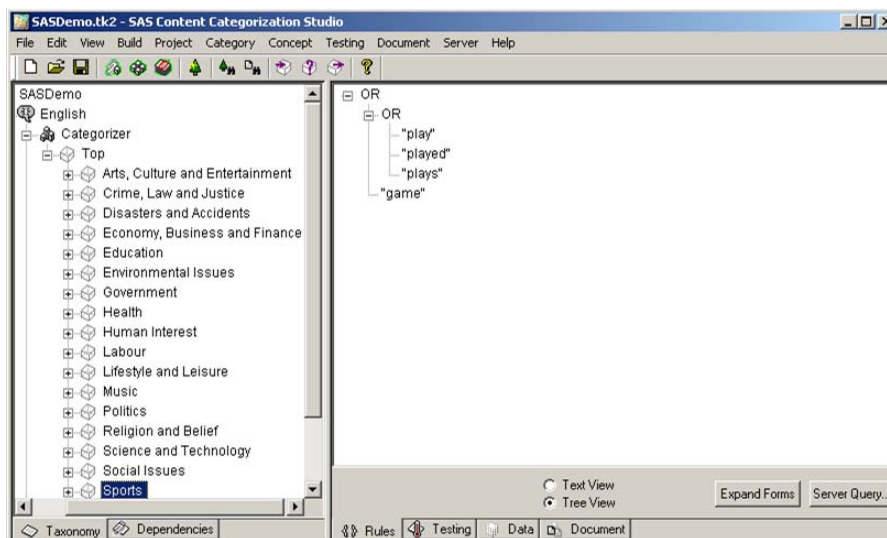 SASDemo.tk2 - SAS Content Categorization Studio
File Edit View Build Project Category Concept Testing Document Server Help
SASDemo
English
Categorizer
Top
Arts, Culture and Entertainment
Crime, Law and Justice
Disasters and Accidents
Economy, Business and Finance
Education
Environmental Issues
Government
Health
Human Interest
Labour
Lifestyle and Leisure
Music
Politics
Religion and Belief
Science and Technology
Social Issues
Sports
Taxonomy Dependencies
OR
OR
"play"
"played"
"plays"
"game"
Text View
Tree View
Expand Forms Server Query..
Rules Testing Data Document